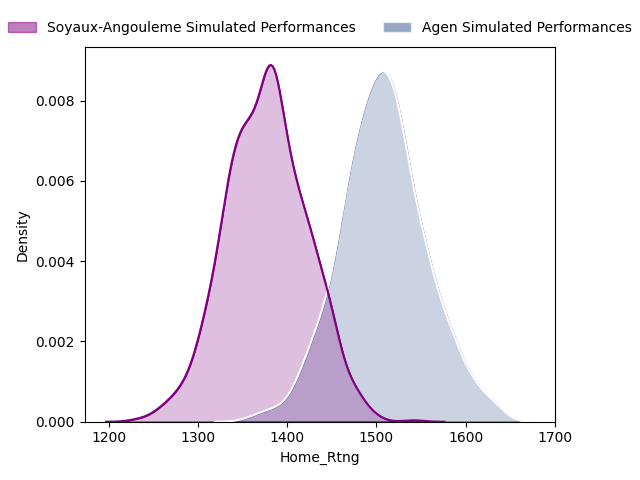 Soyaux-Angouleme Simulated Performances
Agen Simulated Performances
0.008
0.006
0.004
0.002
0.000
Density
1200 1300 1400 1500 1600 1700
Home_Rtng